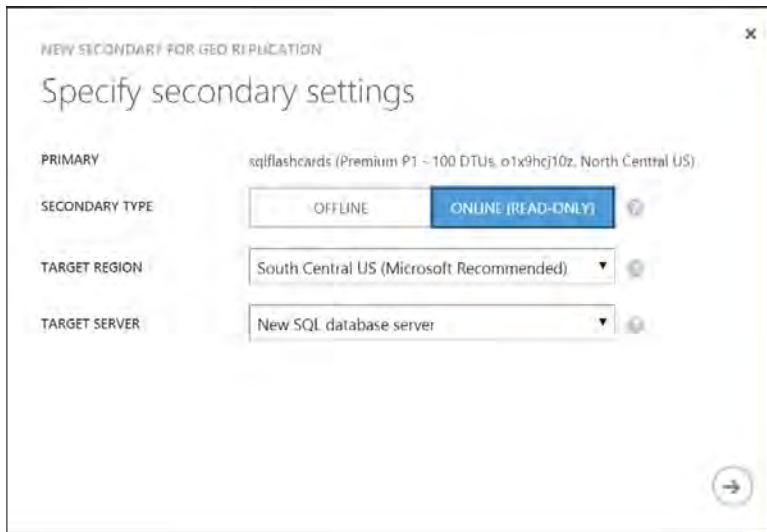 NEW SECONDARY FOR GEO REPLICATION
Specify secondary settings
PRIMARY sqlflashcards (Premium P1 - 100 DTUs, o1x9hcj10z, North Central US)
SECONDARY TYPE OFFLINE ONLINE (READ-ONLY)
TARGET REGION South Central US (Microsoft Recommended)
TARGET SERVER New SQL database server